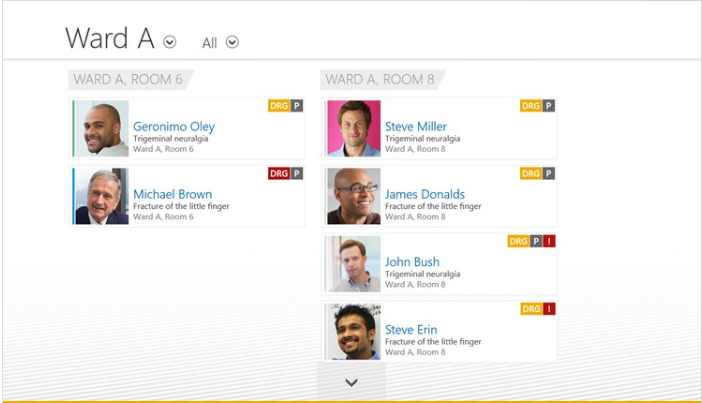 Ward A
All
WARD A, ROOM 6
DRG P
Geronimo Oley
Trigeminal neuralgia
Ward A, Room 6
DRG P
Michael Brown
Fracture of the little finger
Ward A, Room 6
WARD A, ROOM 8
DRG P
Steve Miller
Trigeminal neuralgia
Ward A, Room 8
DRG P
James Donalds
Fracture of the little finger
Ward A, Room 8
DRG P !
John Bush
Trigeminal neuralgia
Ward A, Room 8
DRG !
Steve Erin
Fracture of the little finger
Ward A, Room 8